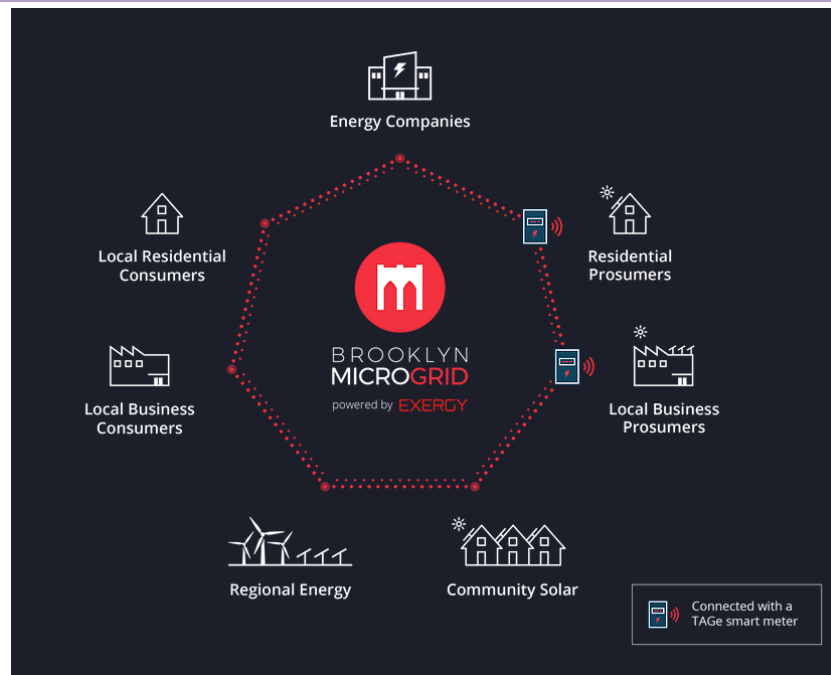 Energy Companies
Local Residential
Consumers
Residential
Prosumers
BROOKLYN
MICROGRID
powered by EXERGY
Local Business
Consumers
Local Business
Prosumers
Regional Energy
Community Solar
Connected with a
TAGe smart meter